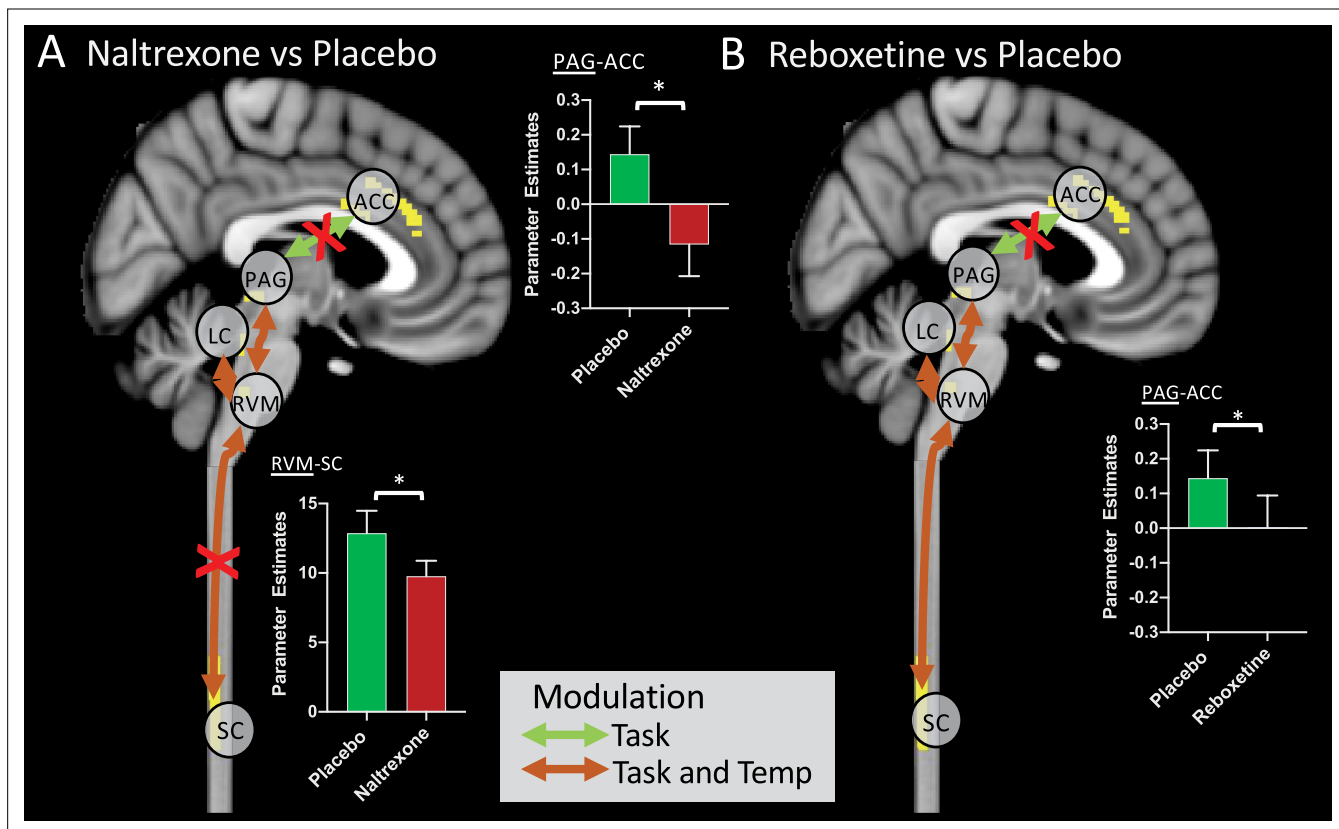 A Naltrexone vs Placebo
PAG-ACC
*
0.3
0.2
0.1
0.0
-0.1
-0.2
-0.3
Parameter Estimates
Placebo
Naltrexone
ACC
PAG
LC
RVM
SC
RVM-SC
*
15
10
5
0
Parameter Estimates
Placebo
Naltrexone
Modulation
Task
Task and Temp
B Reboxetine vs Placebo
ACC
PAG
LC
RVM
SC
PAG-ACC
*
0.3
0.2
0.1
0.0
-0.1
-0.2
-0.3
Parameter Estimates
Placebo
Reboxetine